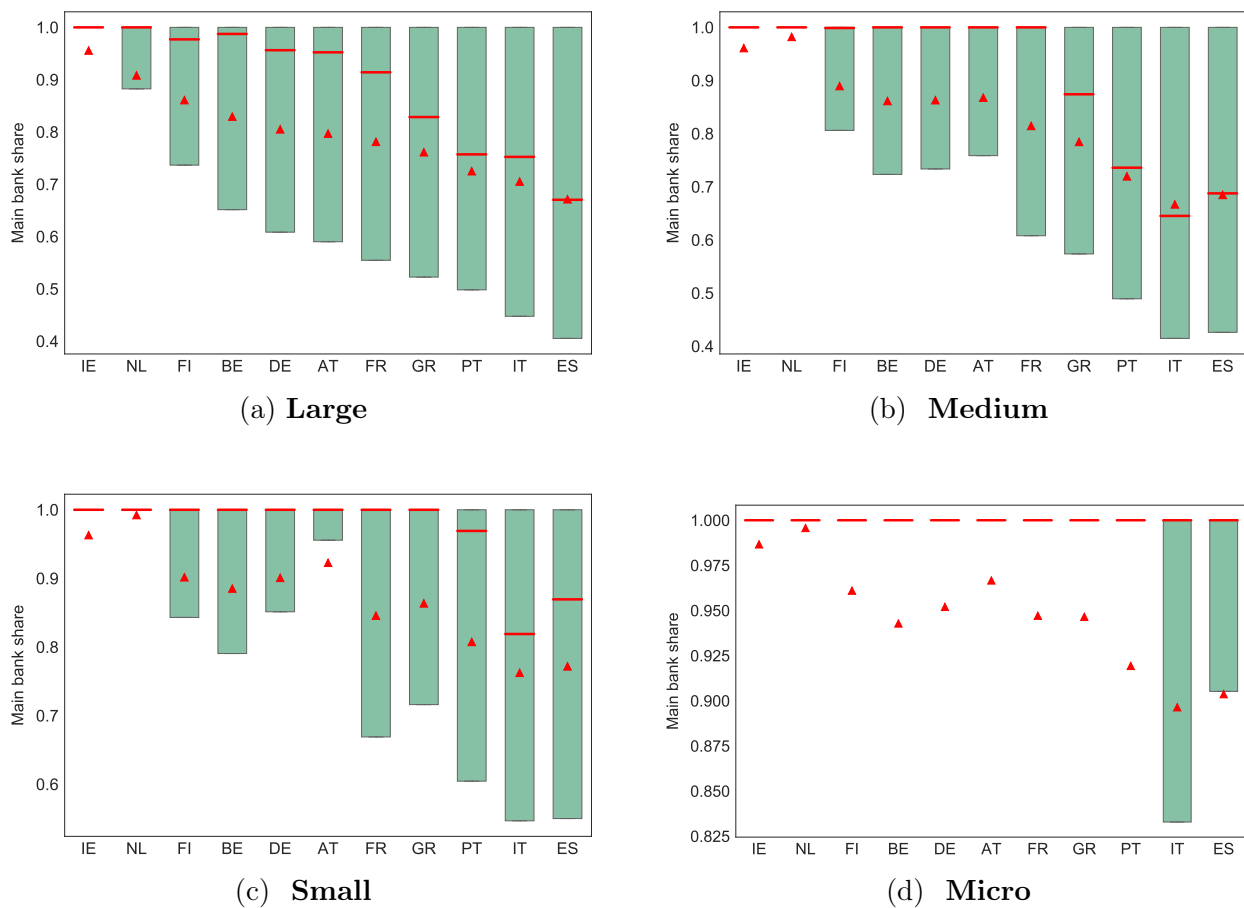 1.0
0.9
0.8
0.7
0.6
0.5
0.4
Main bank share
IE NL FI BE DE AT FR GR PT IT ES
(a) Large
1.0
0.9
0.8
0.7
0.6
0.5
0.4
Main bank share
IE NL FI BE DE AT FR GR PT IT ES
(b) Medium
1.0
0.9
0.8
0.7
0.6
Main bank share
IE NL FI BE DE AT FR GR PT IT ES
(c) Small
1.000
0.975
0.950
0.925
0.900
0.875
0.850
0.825
Main bank share
IE NL FI BE DE AT FR GR PT IT ES
(d) Micro